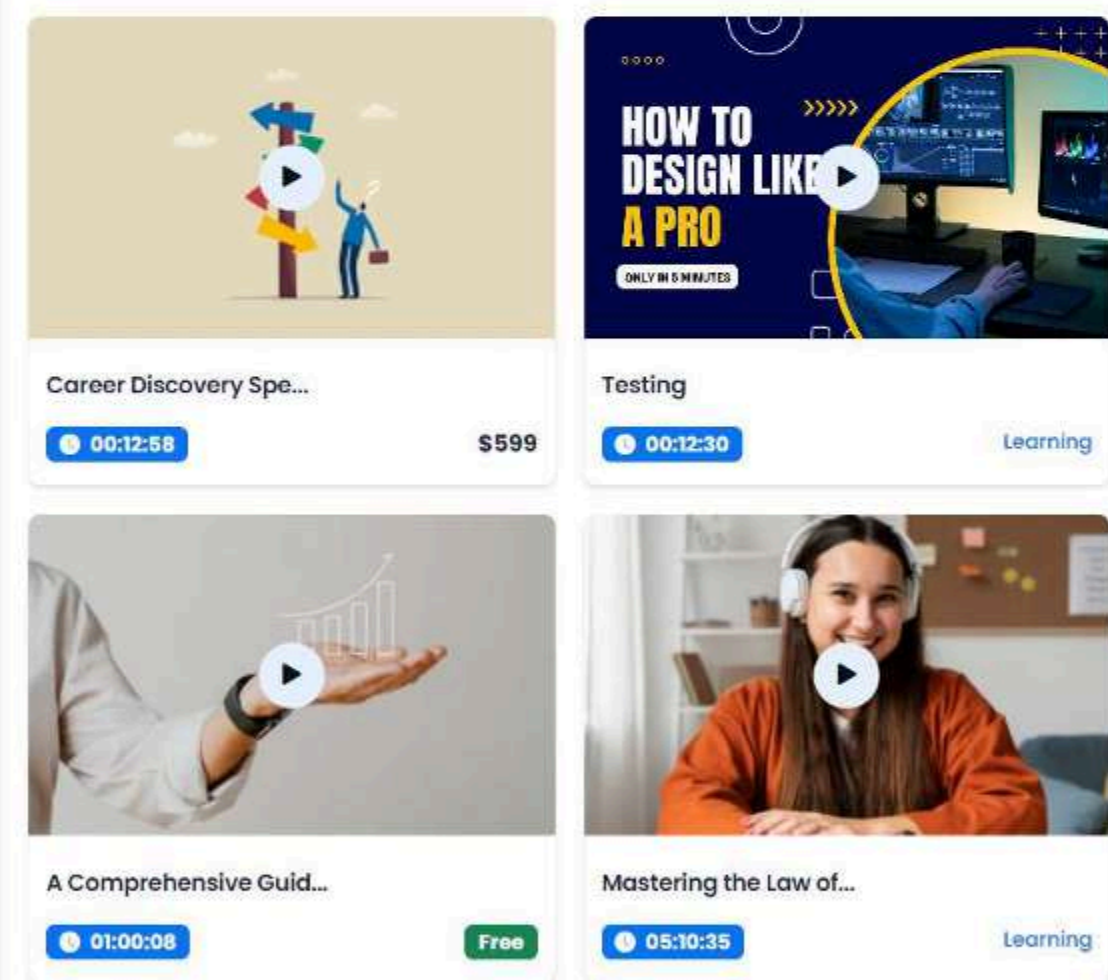 HOW TO
DESIGN LIKE
A PRO
ONLY IN 5 MINUTES
Career Discovery Spe...
00:12:58
$599
Testing
00:12:30
Learning
A Comprehensive Guid...
01:00:08
Free
Mastering the Law of...
05:10:35
Learning